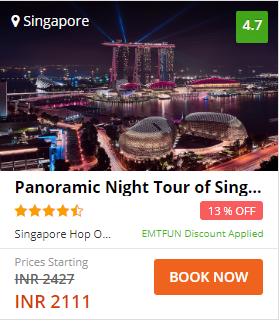 Singapore
4.7
Panoramic Night Tour of Sing...
13 % OFF
Singapore Hop O...
EMTFUN Discount Applied
Prices Starting
INR 2427
INR 2111
BOOK NOW